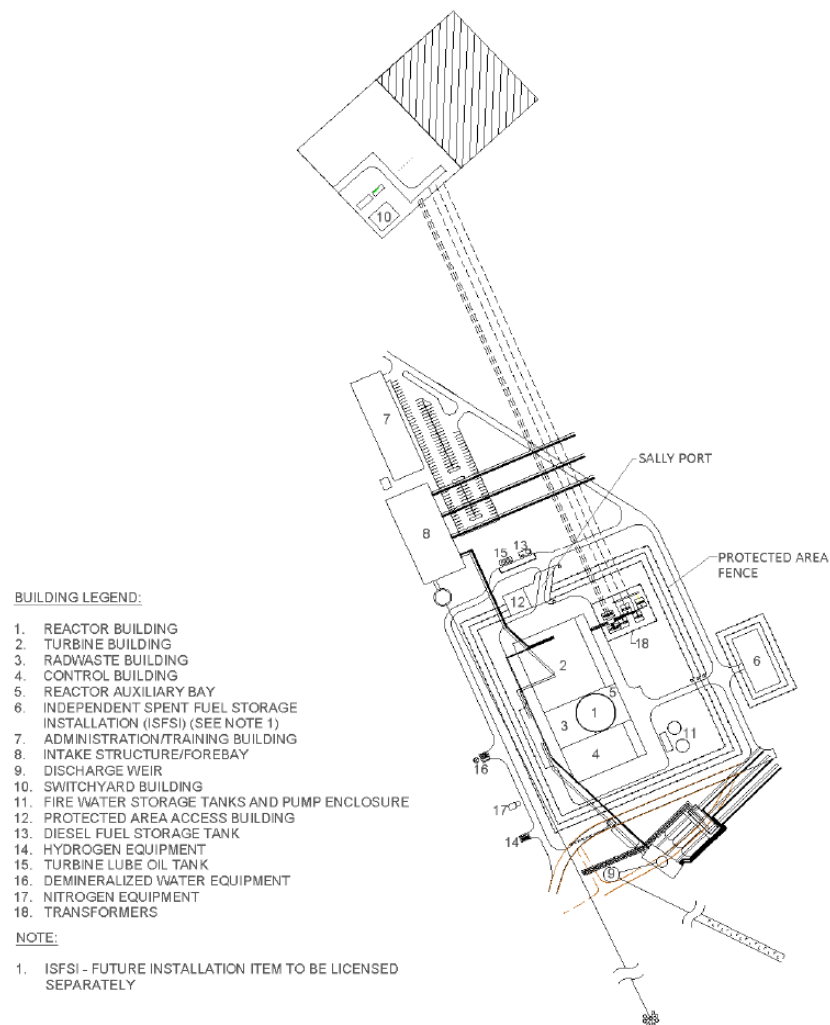 10
7
SALLY PORT
8
15
13
PROTECTED AREA
FENCE
12
18
2
6
5
1
3
11
4
16
17
14
9
BUILDING LEGEND:
1. REACTOR BUILDING
2. TURBINE BUILDING
3. RADWASTE BUILDING
4. CONTROL BUILDING
5. REACTOR AUXILIARY BAY
6. INDEPENDENT SPENT FUEL STORAGE
INSTALLATION (ISFSI) (SEE NOTE 1)
7. ADMINISTRATION/TRAINING BUILDING
8. INTAKE STRUCTURE/FOREBAY
9. DISCHARGE WEIR
10. SWITCHYARD BUILDING
11. FIRE WATER STORAGE TANKS AND PUMP ENCLOSURE
12. PROTECTED AREA ACCESS BUILDING
13. DIESEL FUEL STORAGE TANK
14. HYDROGEN EQUIPMENT
15. TURBINE LUBE OIL TANK
16. DEMINERALIZED WATER EQUIPMENT
17. NITROGEN EQUIPMENT
18. TRANSFORMERS
NOTE:
1. ISFSI - FUTURE INSTALLATION ITEM TO BE LICENSED
SEPARATELY